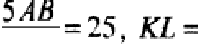 5AB = 25, KL =